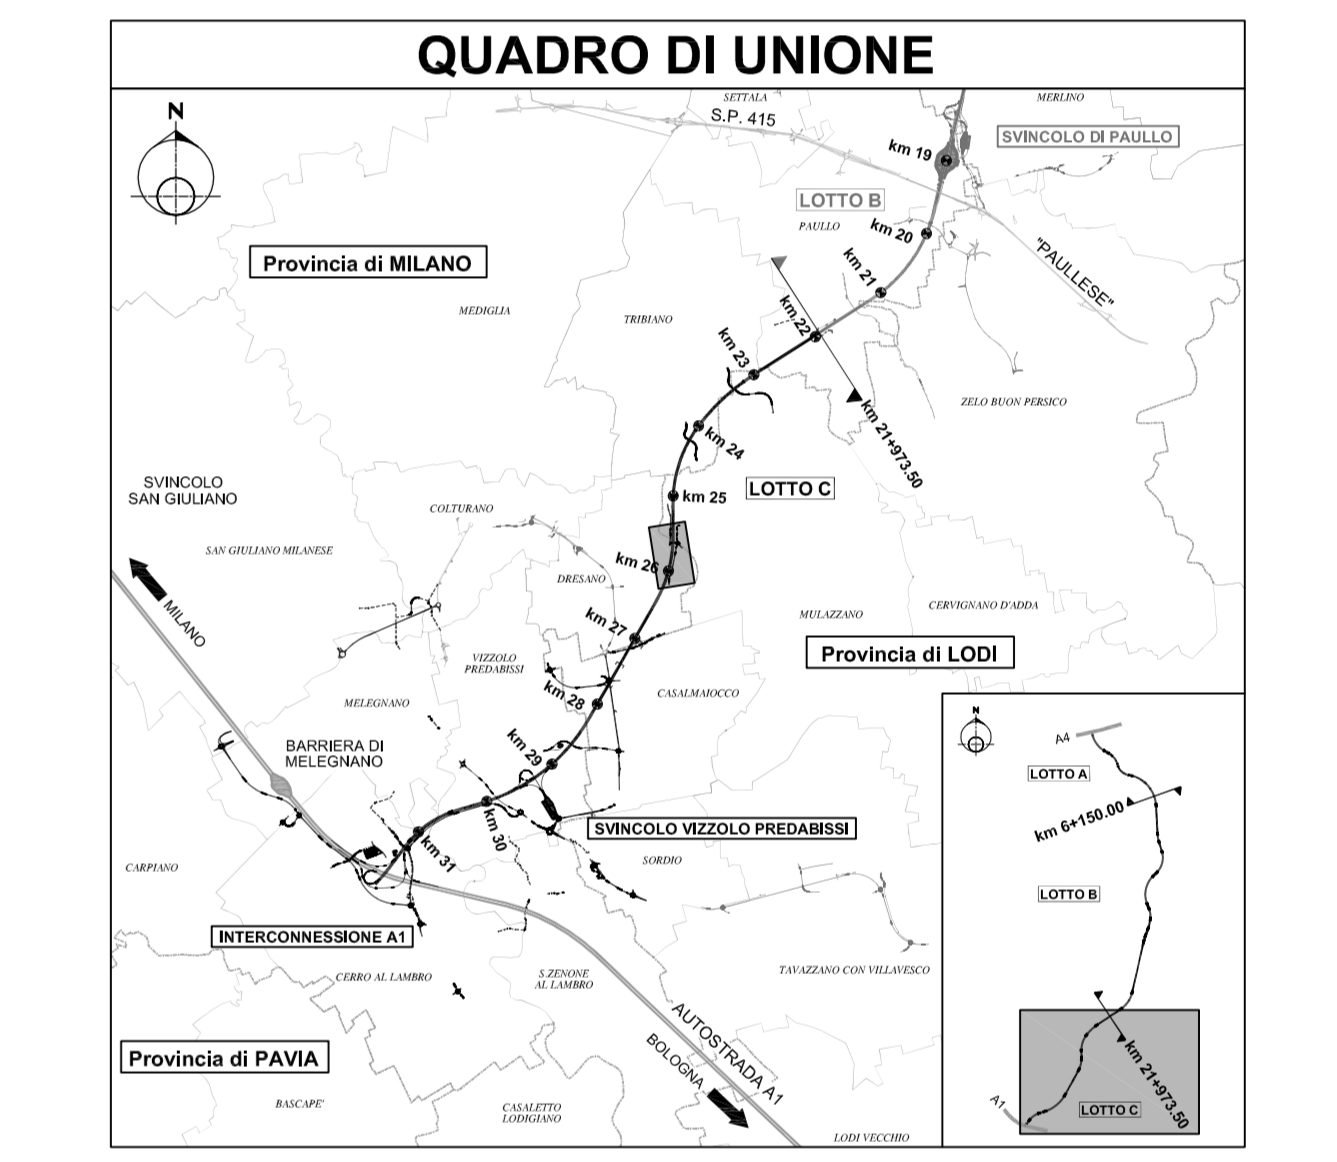 QUADRO DI UNIONE
N
SETTALA
MERLINO
S.P. 415
SVINCOLO DI PAULLO
km 19
LOTTO B
PAULLO
km 20
"PAULLESE"
Provincia di MILANO
km 21
MEDIGLIA
TRIBIANO
km 22
km 23
ZELO BUON PERSICO
km 21+973.50
km 24
SVINCOLO
SAN GIULIANO
LOTTO C
km 25
COLTURANO
SAN GIULIANO MILANESE
km 26
DRESANO
MILANO
MULAZZANO
CERVIGNANO D'ADDA
km 27
Provincia di LODI
VIZZOLO
PREDABISSI
km 28
CASALMAIOCCO
MELEGNANO
BARRIERA DI
MELEGNANO
km 29
km 30
SVINCOLO VIZZOLO PREDABISSI
km 31
SORDIO
CARPIANO
INTERCONNESSIONE A1
CERRO AL LAMBRO
S.ZENONE
AL LAMBRO
TAVAZZANO CON VILLAVESCO
AUTOSTRADA A1
BOLOGNA
Provincia di PAVIA
BASCAPE'
CASALETTO
LODIGIANO
LODI VECCHIO
N
A4
LOTTO A
km 6+150.00
LOTTO B
km 21+973.50
A1
LOTTO C